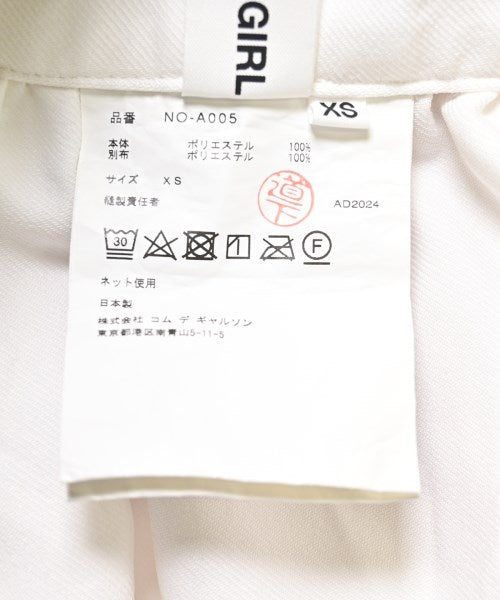 GIRL
XS
品番 NO-A005
本体 ポリエステル 100%
別布 ポリエステル 100%
サイズ XS
縫製責任者 道下 AD2024
30 F
ネット使用
日本製
株式会社 コム デ ギャルソン
東京都港区南青山5-11-5